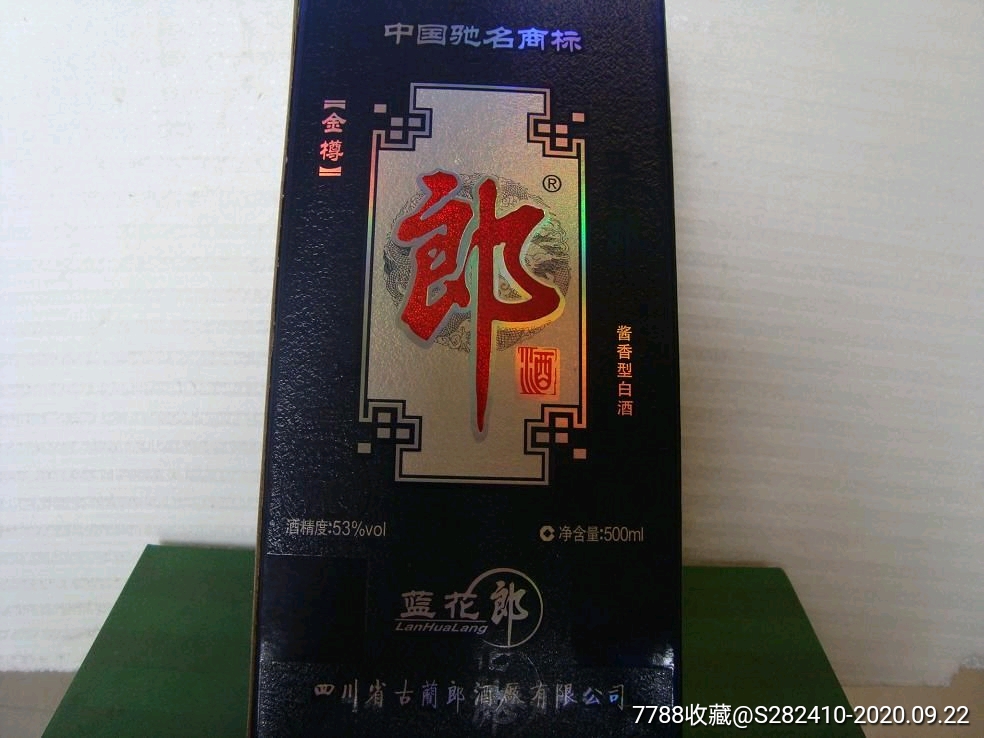 中国驰名商标
【金樽】
郎
®
酒
酱香型白酒
酒精度:53%vol
净含量:500ml
蓝花郎
LanHuaLang
四川省古蔺郎酒厂有限公司
7788收藏@S282410-2020.09.22